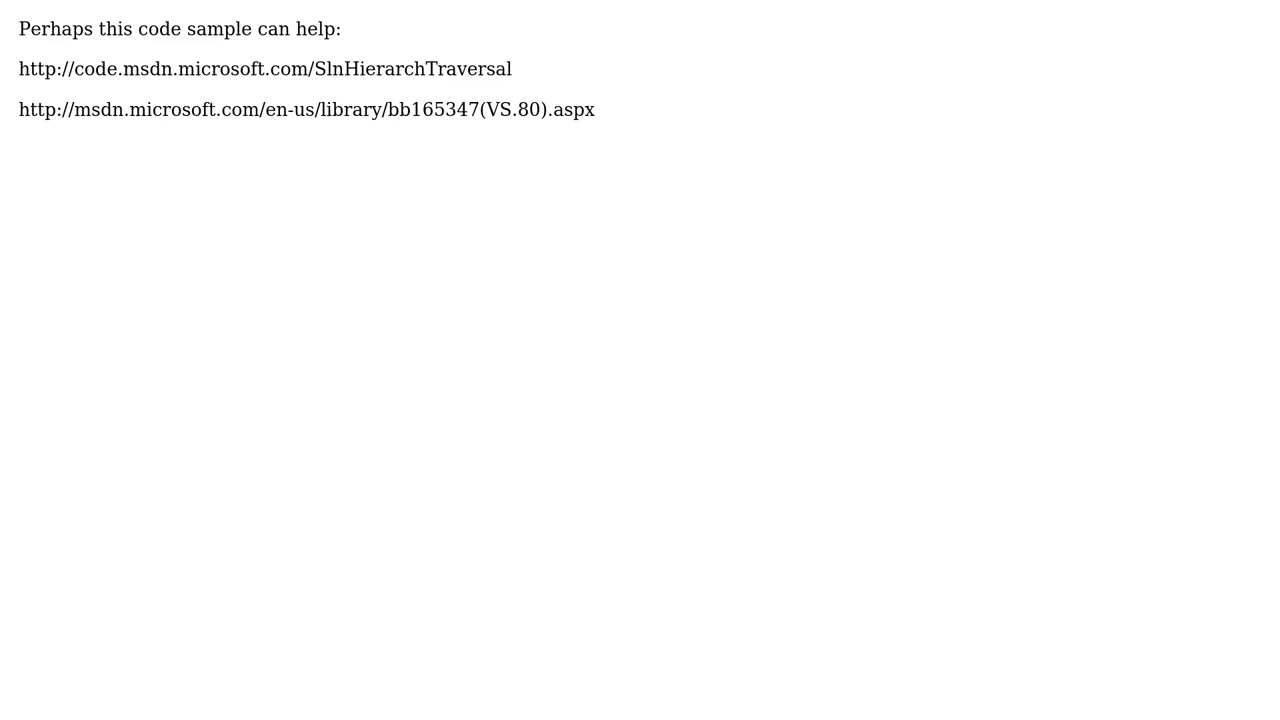 Perhaps this code sample can help:
http://code.msdn.microsoft.com/SlnHierarchTraversal
http://msdn.microsoft.com/en-us/library/bb165347(VS.80).aspx